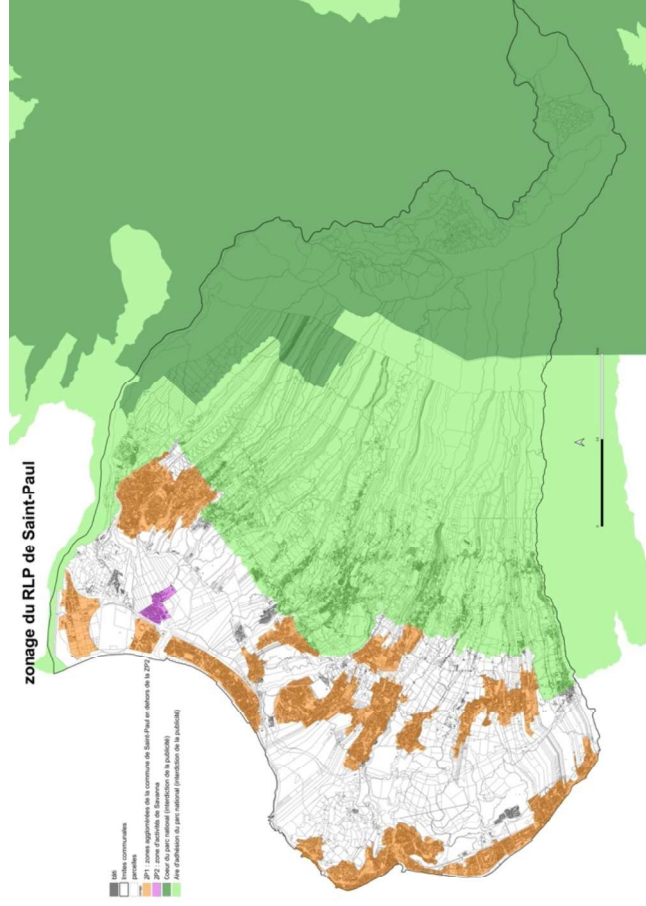 zonage du RLP de Saint-Paul
bâti
limites communales
parcelles
ZP1 : zones agglomérées de la commune de Saint-Paul en dehors de la ZP2
ZP2 : zone d'activités de Savanna
Coeur du parc national (interdiction de la publicité)
Aire d'adhésion du parc national (interdiction de la publicité)